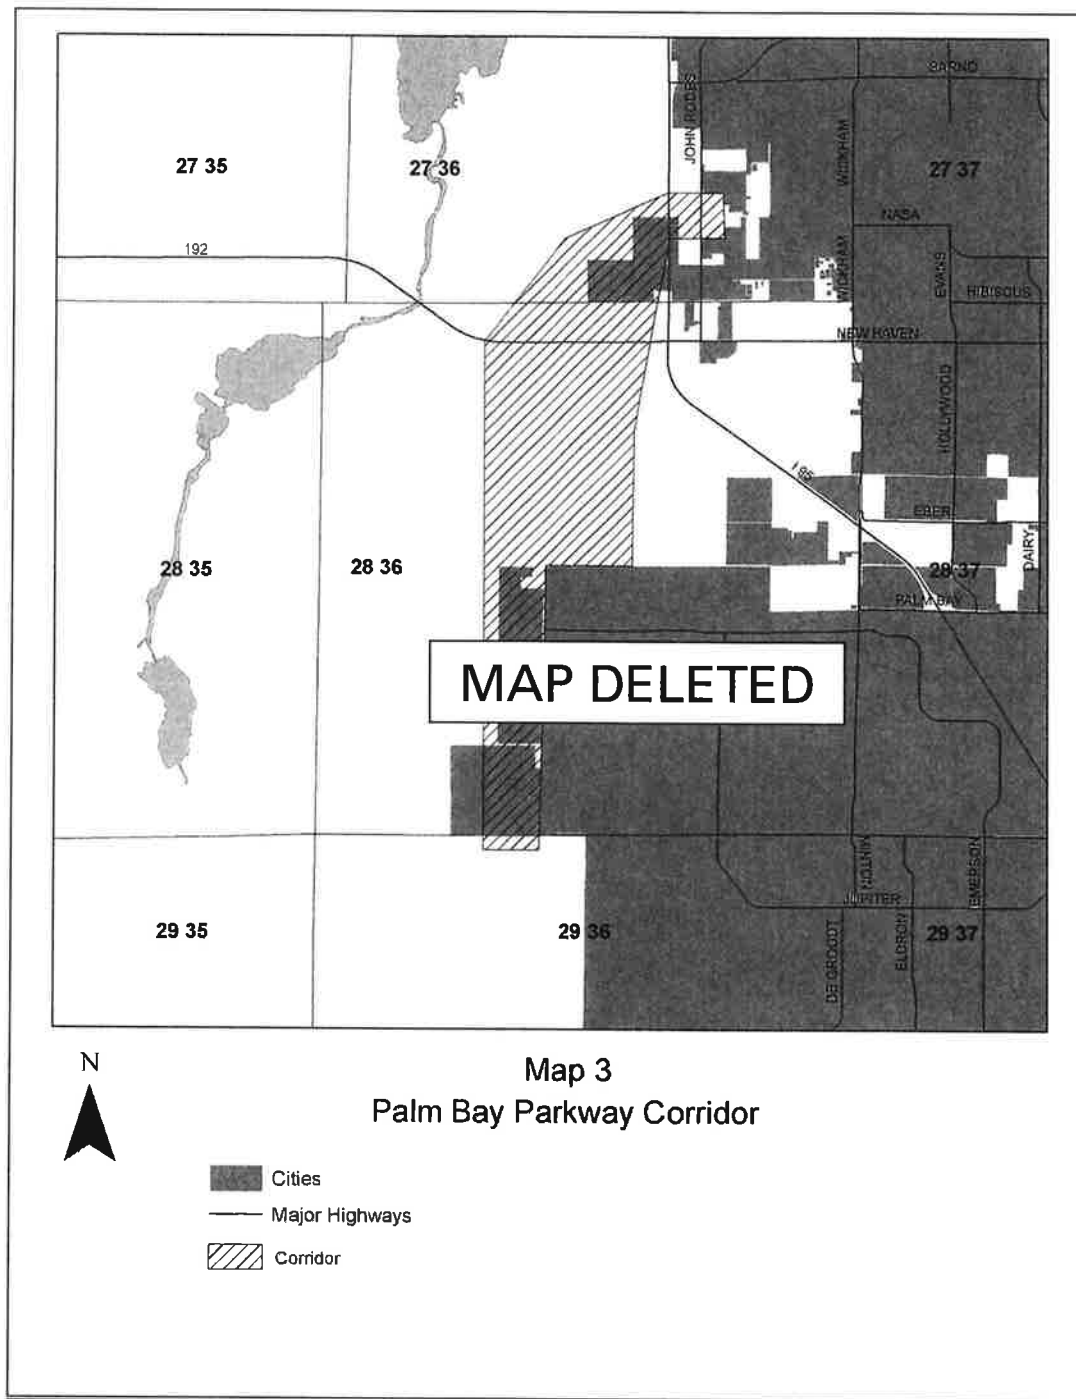 BARNO
JOHN RODES
WICKHAM
27 35
27 36
27 37
NASA
192
WICKHAM
EVANS
HIBISCUS
NEW HAVEN
HOLLYWOOD
I 95
EBER
DAIRY
28 35
28 36
28 37
PALM BAY
MAP DELETED
MINTON
EMERSON
JUPITER
29 35
29 36
DE GROODT
ELDRON
29 37
N
Map 3
Palm Bay Parkway Corridor
Cities
Major Highways
Corridor